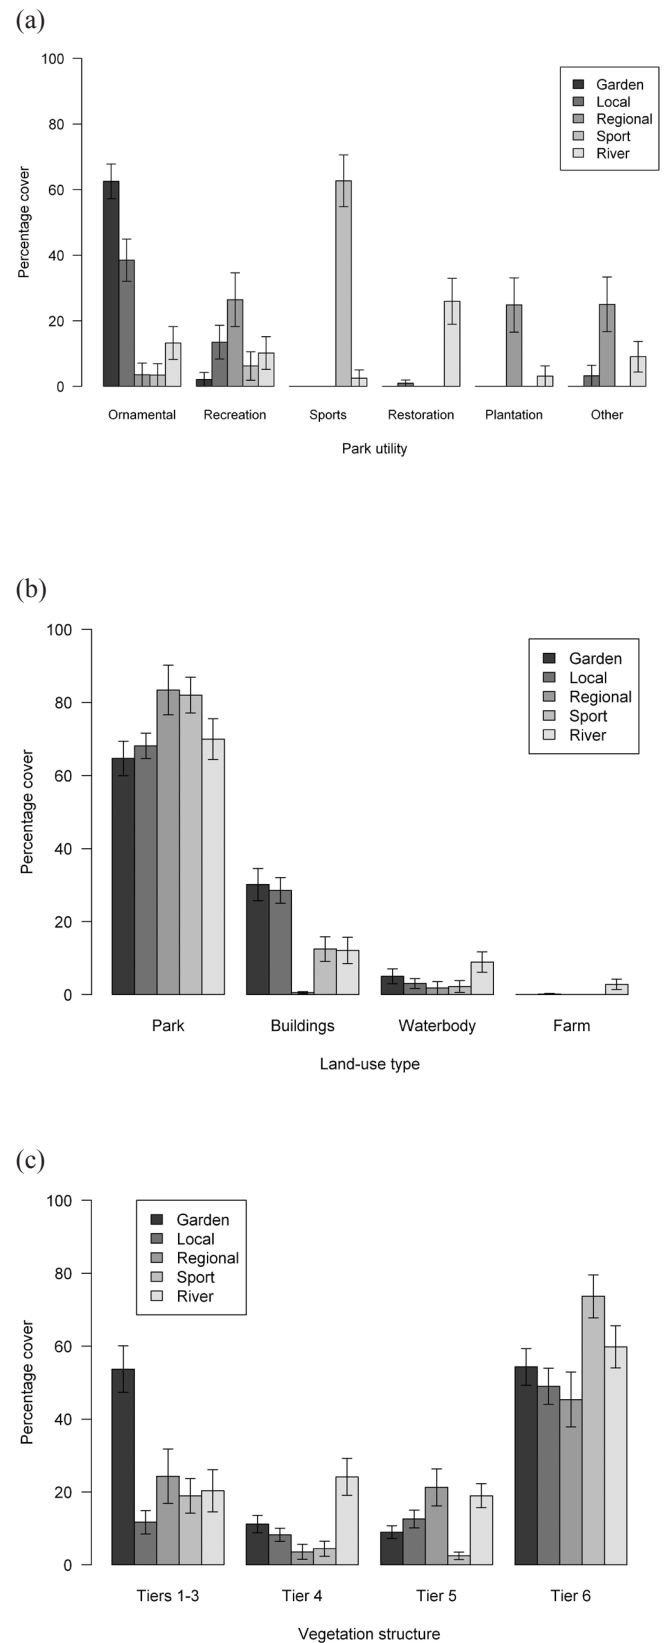 (a)
100
80
60
40
20
0
Percentage cover
Garden
Local
Regional
Sport
River
Ornamental Recreation Sports Restoration Plantation Other
Park utility
(b)
100
80
60
40
20
0
Percentage cover
Garden
Local
Regional
Sport
River
Park Buildings Waterbody Farm
Land-use type
(c)
100
80
60
40
20
0
Percentage cover
Garden
Local
Regional
Sport
River
Tiers 1-3 Tier 4 Tier 5 Tier 6
Vegetation structure